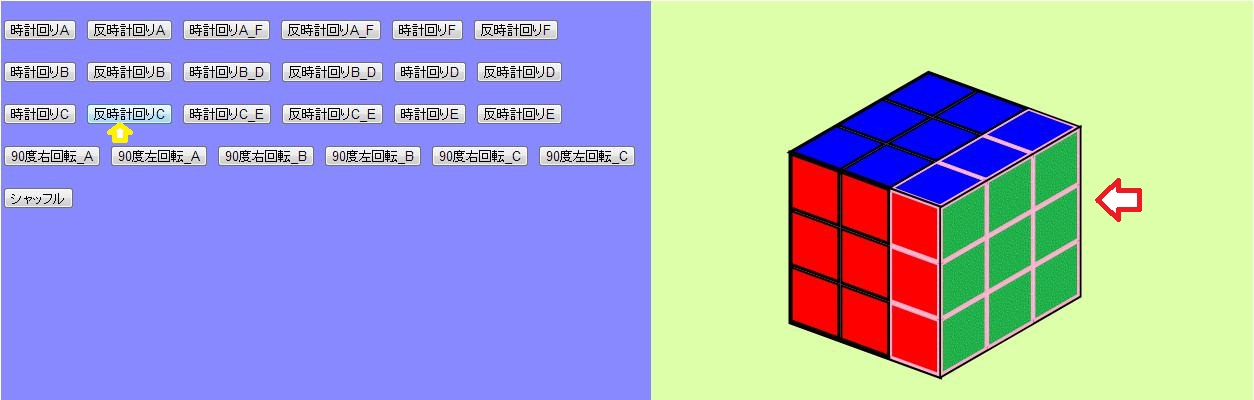 時計回りA 反時計回りA 時計回りA_F 反時計回りA_F 時計回りF 反時計回りF
時計回りB 反時計回りB 時計回りB_D 反時計回りB_D 時計回りD 反時計回りD
時計回りC 反時計回りC 時計回りC_E 反時計回りC_E 時計回りE 反時計回りE
90度右回転_A 90度左回転_A 90度右回転_B 90度左回転_B 90度右回転_C 90度左回転_C
シャッフル